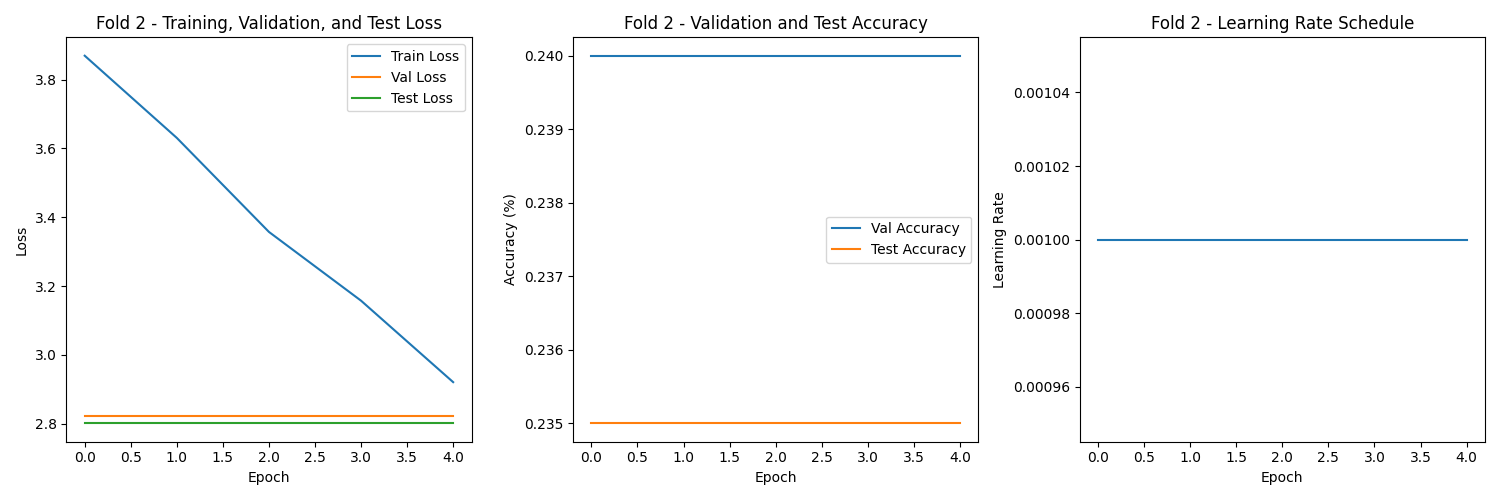 Fold 2 - Training, Validation, and Test Loss
Loss
3.8
3.6
3.4
3.2
3.0
2.8
Train Loss
Val Loss
Test Loss
0.0 0.5 1.0 1.5 2.0 2.5 3.0 3.5 4.0
Epoch
Fold 2 - Validation and Test Accuracy
Accuracy (%)
0.240
0.239
0.238
0.237
0.236
0.235
Val Accuracy
Test Accuracy
0.0 0.5 1.0 1.5 2.0 2.5 3.0 3.5 4.0
Epoch
Fold 2 - Learning Rate Schedule
Learning Rate
0.00104
0.00102
0.00100
0.00098
0.00096
0.0 0.5 1.0 1.5 2.0 2.5 3.0 3.5 4.0
Epoch